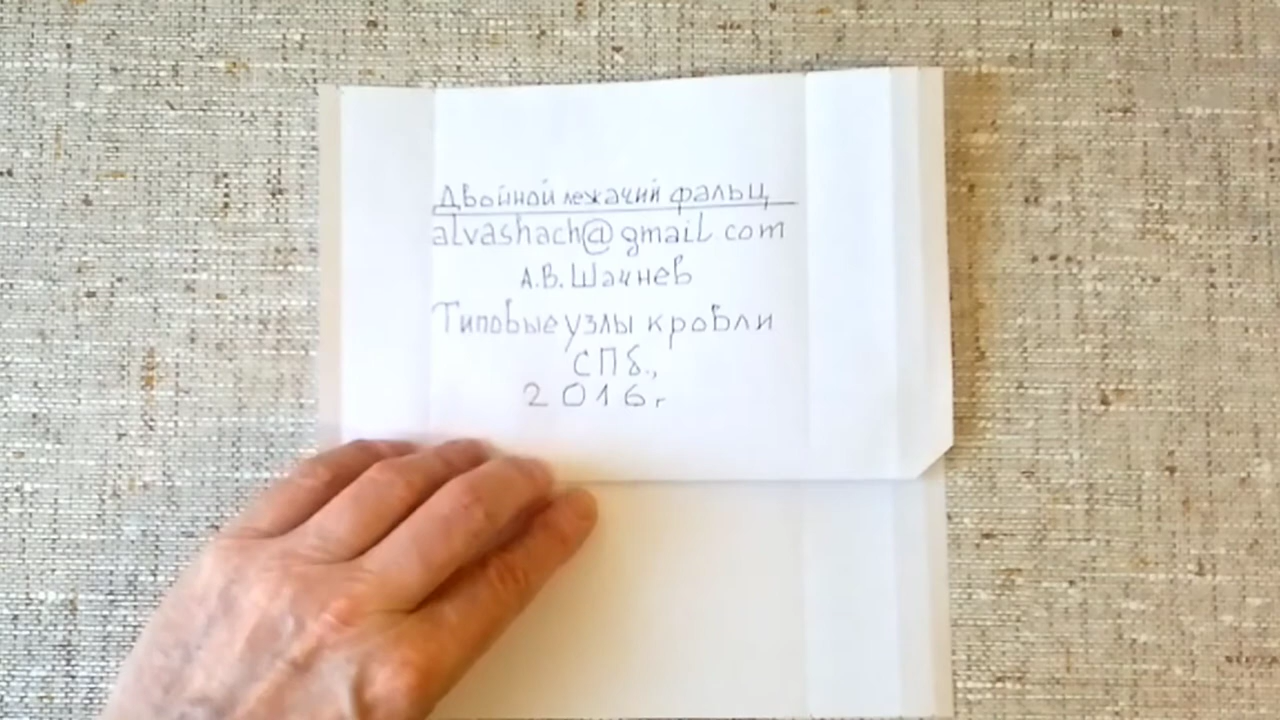 Двойной лежачий фальц
alvashach@gmail com
А.В. Шачнев
Типовые узлы кровли
СПб.,
2016г